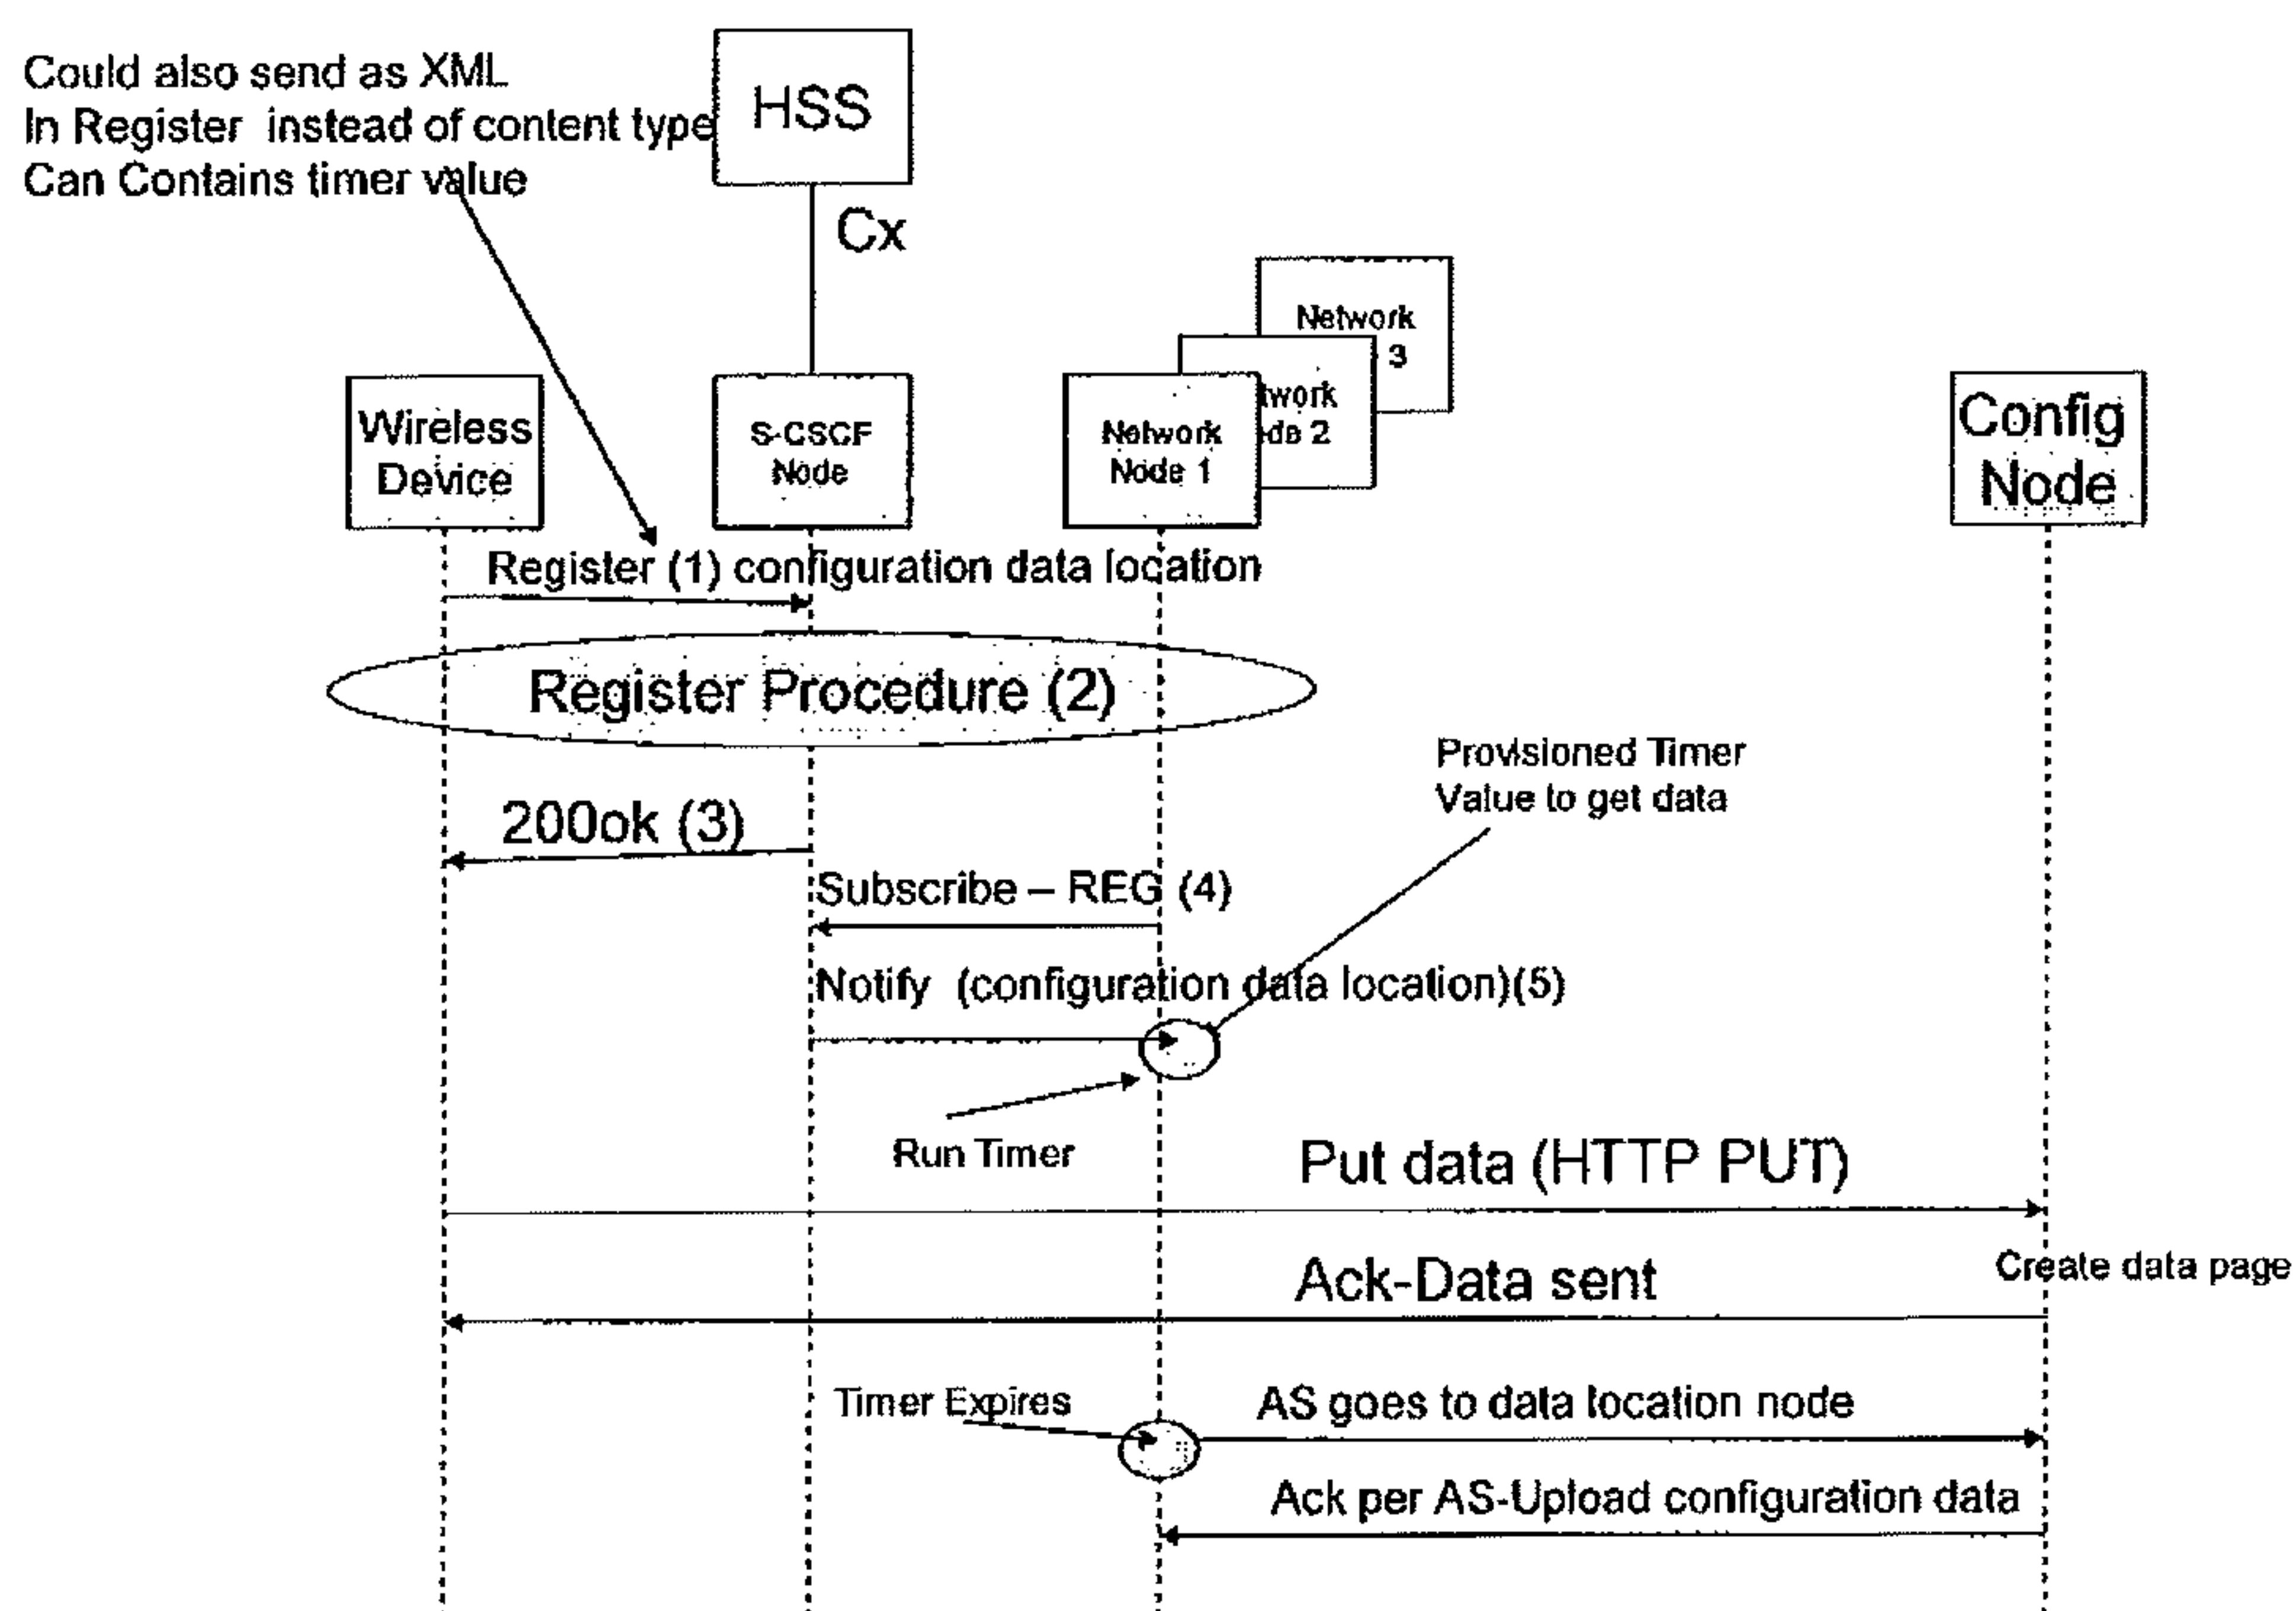 Could also send as XML
In Register instead of content type
Can Contains timer value
HSS
Cx
Network
3
work
de 2
Wireless
Device
S-CSCF
Node
Network
Node 1
Config
Node
Register (1) configuration data location
Register Procedure (2)
Provisioned Timer
Value to get data
200ok (3)
Subscribe – REG (4)
Notify (configuration data location)(5)
Run Timer
Put data (HTTP PUT)
Create data page
Ack-Data sent
Timer Expires
AS goes to data location node
Ack per AS-Upload configuration data